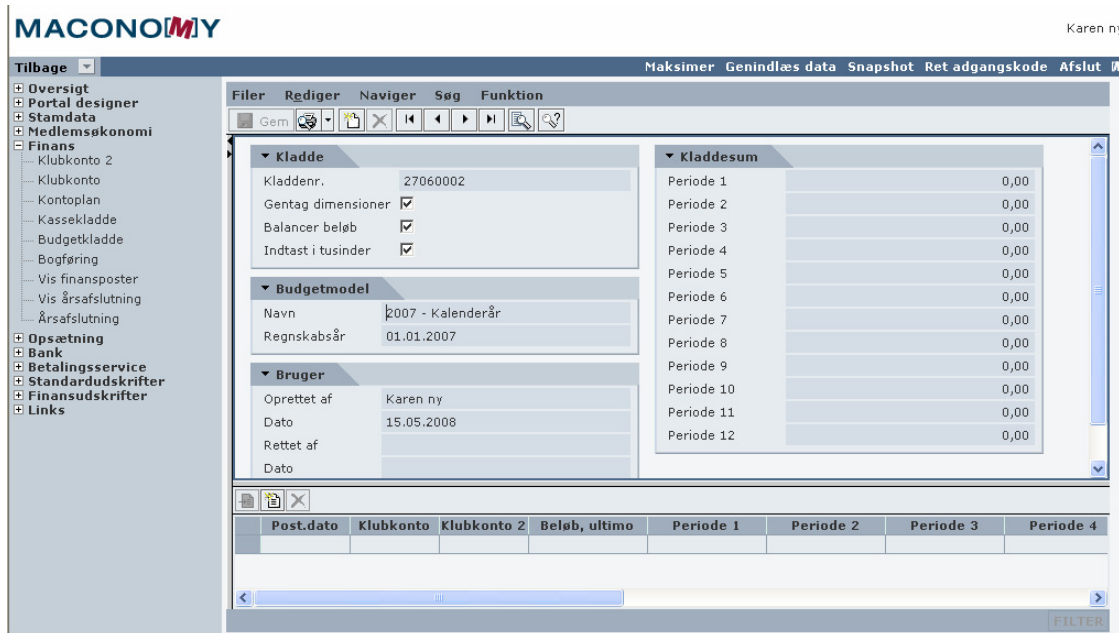 MACONO[M]Y
Karen ny
Tilbage
Maksimer Genindlæs data Snapshot Ret adgangskode Afslut
Oversigt
Portal designer
Stamdata
Medlemsøkonomi
Finans
Klubkonto 2
Klubkonto
Kontoplan
Kassekladde
Budgetkladde
Bogføring
Vis finansposter
Vis årsafslutning
Årsafslutning
Opsætning
Bank
Betalingsservice
Standardudskrifter
Finansudskrifter
Links
Filer Rediger Naviger Søg Funktion
Gem
Kladde
Kladdenr. 27060002
Gentag dimensioner
Balancer beløb
Indtast i tusinder
Budgetmodel
Navn 2007 - Kalenderår
Regnskabsår 01.01.2007
Bruger
Oprettet af Karen ny
Dato 15.05.2008
Rettet af
Dato
Kladdesum
Periode 1 0,00
Periode 2 0,00
Periode 3 0,00
Periode 4 0,00
Periode 5 0,00
Periode 6 0,00
Periode 7 0,00
Periode 8 0,00
Periode 9 0,00
Periode 10 0,00
Periode 11 0,00
Periode 12 0,00
Post.dato Klubkonto Klubkonto 2 Beløb, ultimo Periode 1 Periode 2 Periode 3 Periode 4
FILTER